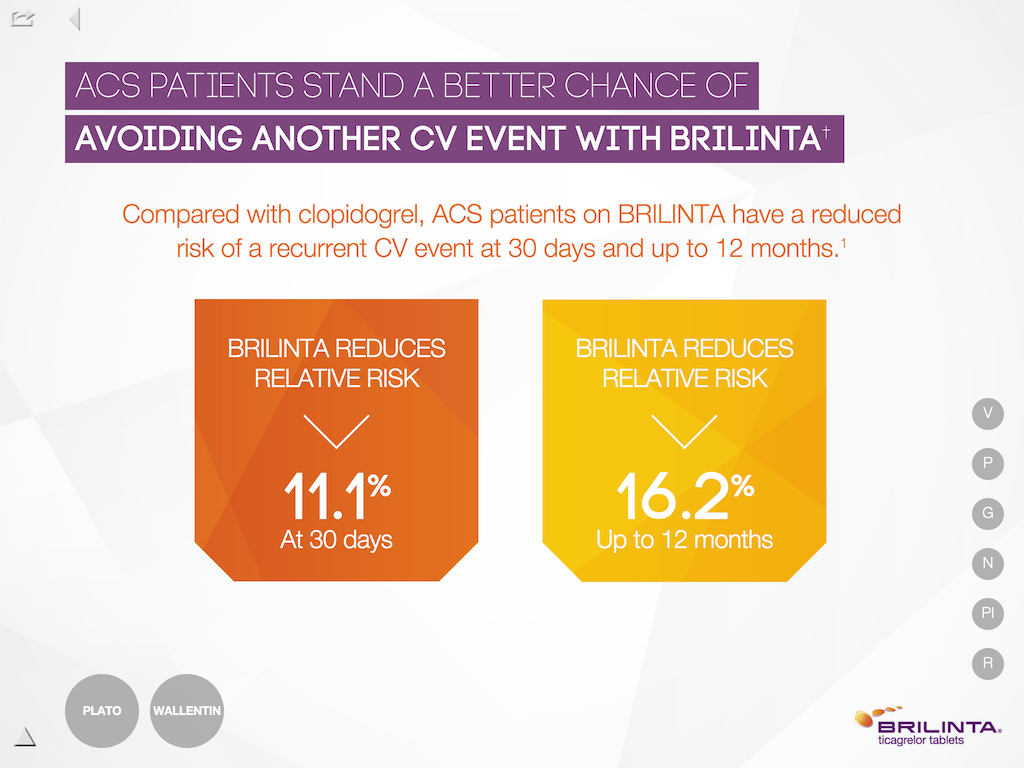 ACS PATIENTS STAND A BETTER CHANCE OF
AVOIDING ANOTHER CV EVENT WITH BRILINTA†
Compared with clopidogrel, ACS patients on BRILINTA have a reduced
risk of a recurrent CV event at 30 days and up to 12 months.¹
BRILINTA REDUCES
RELATIVE RISK
11.1%
At 30 days
BRILINTA REDUCES
RELATIVE RISK
16.2%
Up to 12 months
V
P
G
N
PI
R
PLATO
WALLENTIN
BRILINTA®
ticagrelor tablets